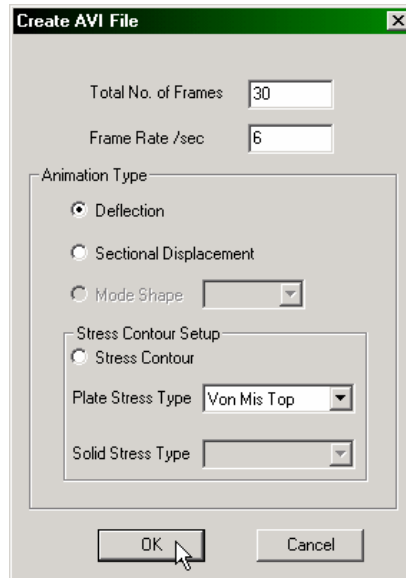 Create AVI File
Total No. of Frames 30
Frame Rate /sec 6
Animation Type
Deflection
Sectional Displacement
Mode Shape
Stress Contour Setup
Stress Contour
Plate Stress Type Von Mis Top
Solid Stress Type
OK Cancel